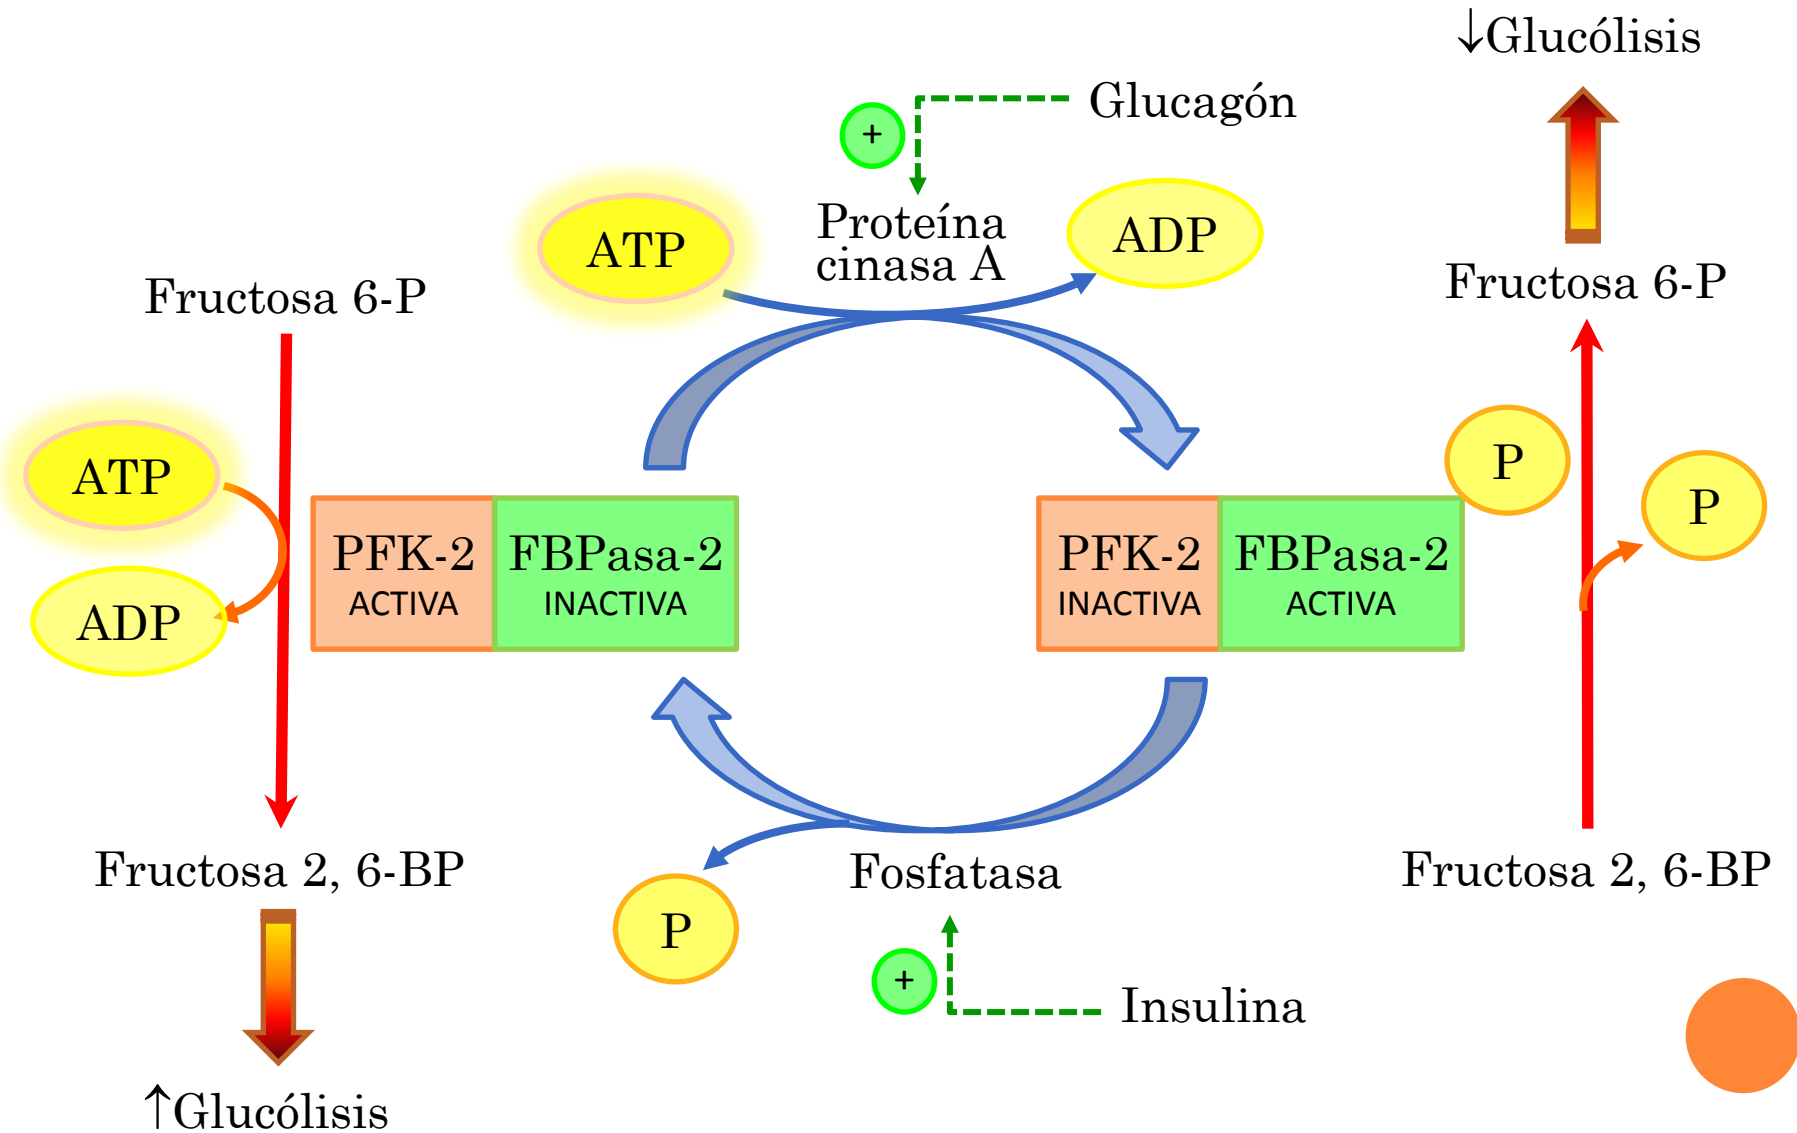 ↓Glucólisis
Glucagón
+
Proteína
cinasa A
ATP
ADP
Fructosa 6-P
Fructosa 6-P
ATP
ADP
PFK-2
ACTIVA
FBPasa-2
INACTIVA
PFK-2
INACTIVA
FBPasa-2
ACTIVA
P
P
Fructosa 2, 6-BP
Fosfatasa
Fructosa 2, 6-BP
P
+
Insulina
↑Glucólisis